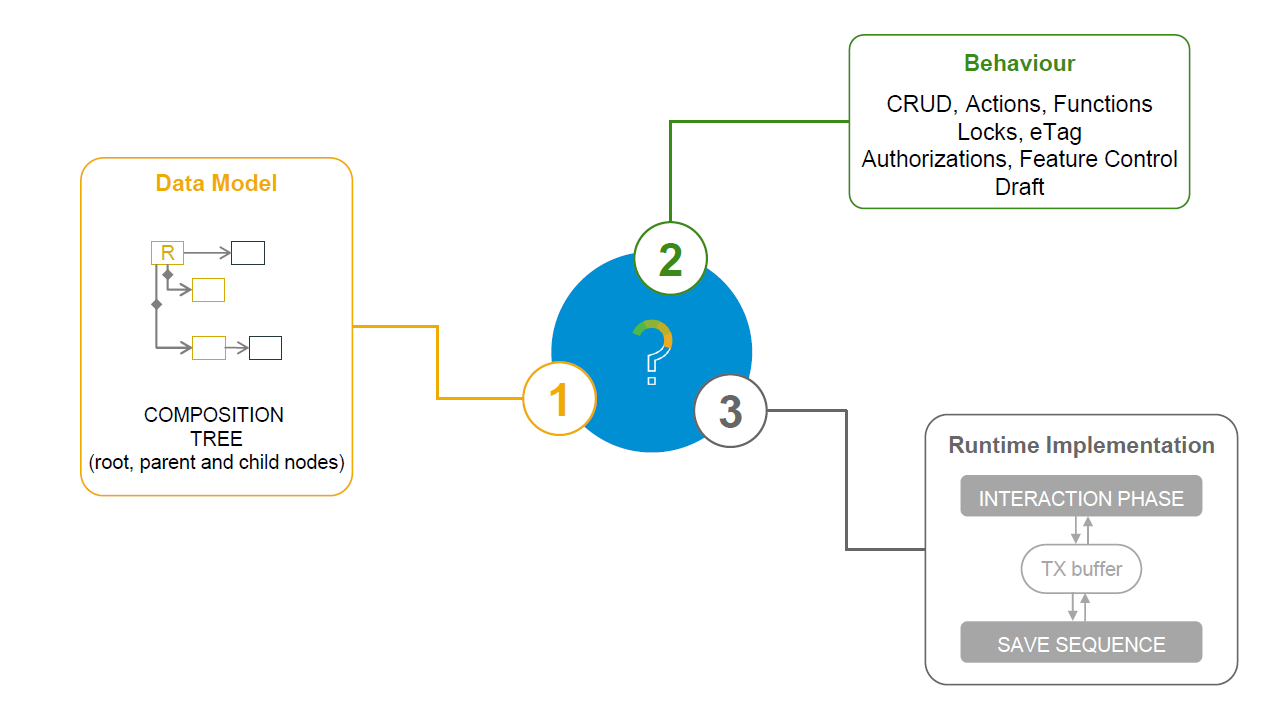 Behaviour
CRUD, Actions, Functions
Locks, eTag
Authorizations, Feature Control
Draft
Data Model
R
COMPOSITION
TREE
(root, parent and child nodes)
2
?
1
3
Runtime Implementation
INTERACTION PHASE
TX buffer
SAVE SEQUENCE